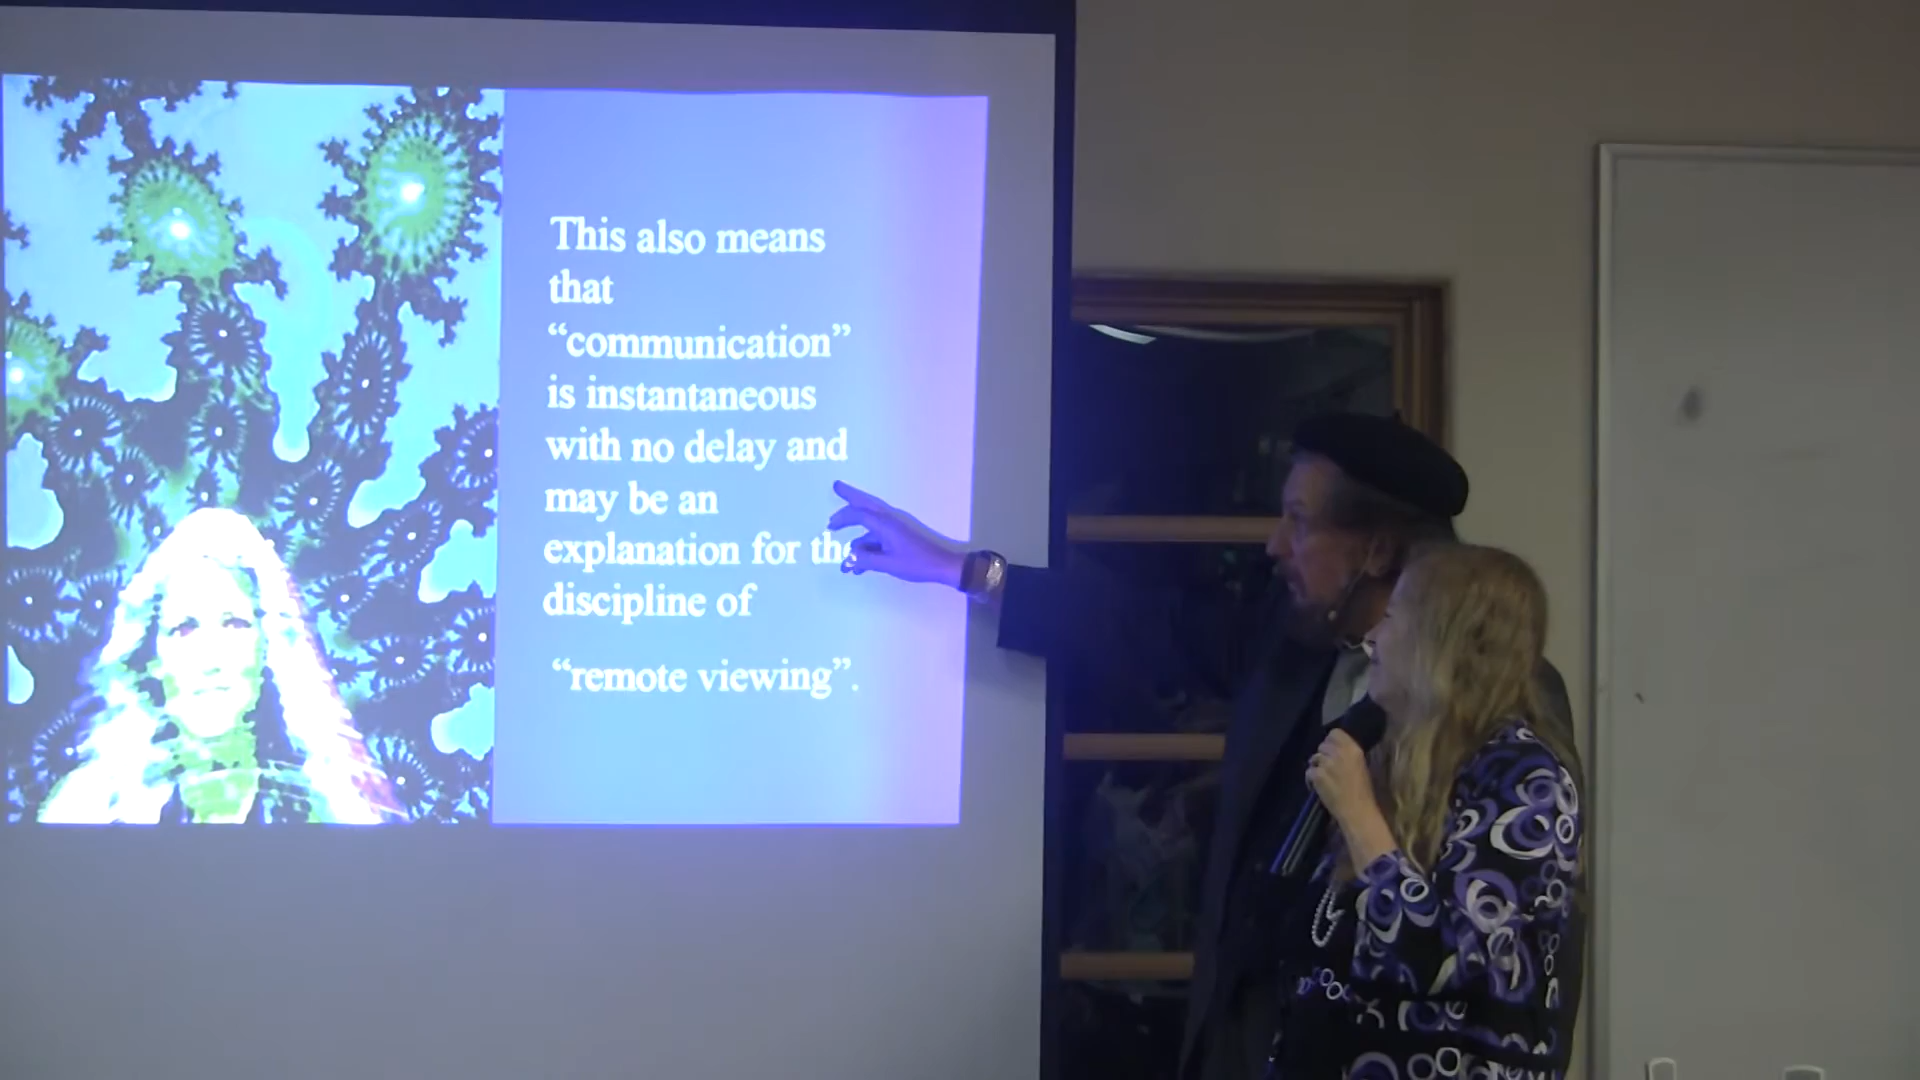 This also means
that
“communication”
is instantaneous
with no delay and
may be an
explanation for the
discipline of
“remote viewing”.